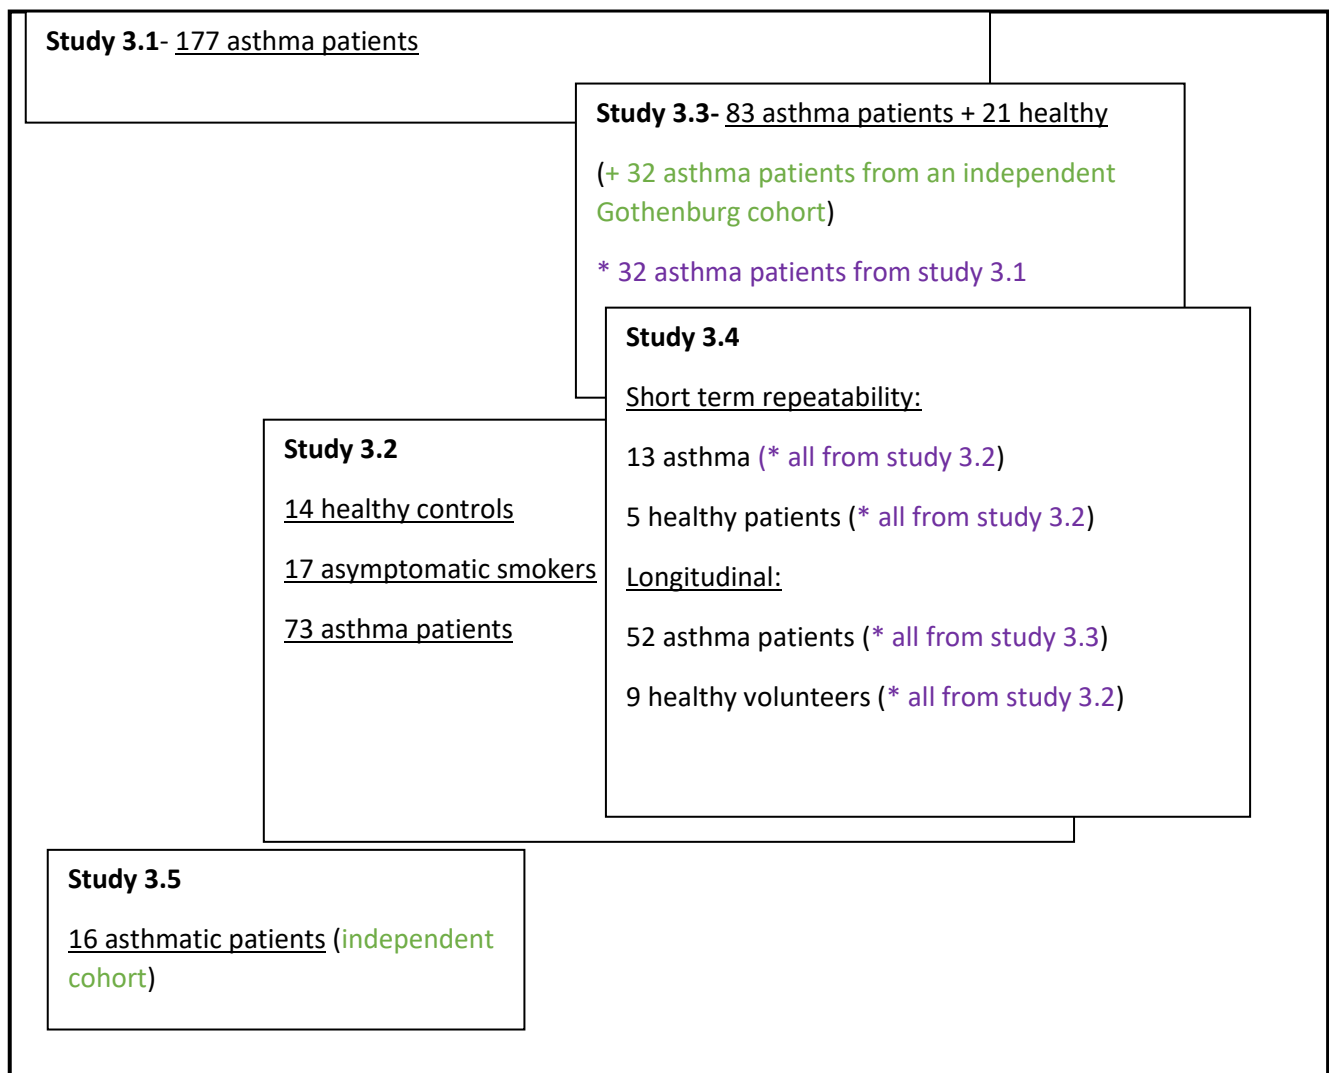 Study 3.1- 177 asthma patients
Study 3.3- 83 asthma patients + 21 healthy
(+ 32 asthma patients from an independent
Gothenburg cohort)
* 32 asthma patients from study 3.1
Study 3.4
Short term repeatability:
13 asthma (* all from study 3.2)
5 healthy patients (* all from study 3.2)
Longitudinal:
52 asthma patients (* all from study 3.3)
9 healthy volunteers (* all from study 3.2)
Study 3.2
14 healthy controls
17 asymptomatic smokers
73 asthma patients
Study 3.5
16 asthmatic patients (independent
cohort)